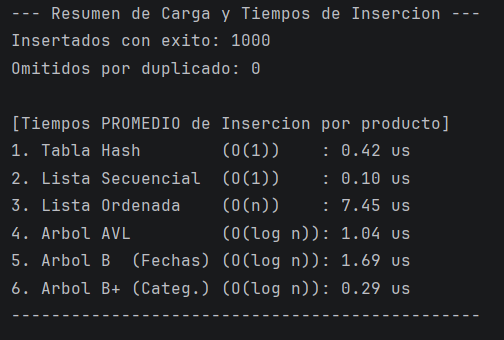 --- Resumen de Carga y Tiempos de Insercion ---
Insertados con exito: 1000
Omitidos por duplicado: 0
[Tiempos PROMEDIO de Insercion por producto]
1. Tabla Hash        (O(1))    : 0.42 us
2. Lista Secuencial  (O(1))    : 0.10 us
3. Lista Ordenada    (O(n))    : 7.45 us
4. Arbol AVL         (O(log n)): 1.04 us
5. Arbol B  (Fechas) (O(log n)): 1.69 us
6. Arbol B+ (Categ.) (O(log n)): 0.29 us
-----------------------------------------------